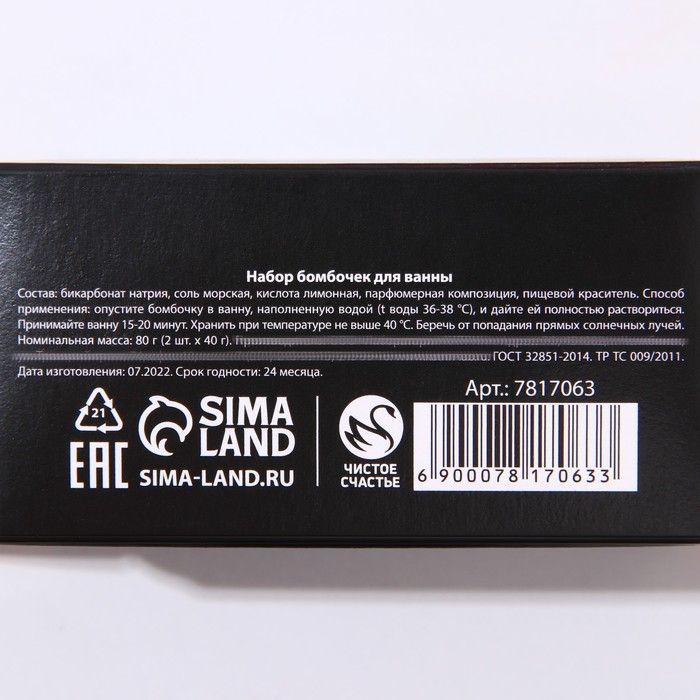 Набор бомбочек для ванны
Состав: бикарбонат натрия, соль морская, кислота лимонная, парфюмерная композиция, пищевой краситель. Способ
применения: опустите бомбочку в ванну, наполненную водой (t воды 36-38 °C), и дайте ей полностью раствориться.
Принимайте ванну 15-20 минут. Хранить при температуре не выше 40 °C. Беречь от попадания прямых солнечных лучей.
Номинальная масса: 80 г (2 шт. х 40 г).
ГОСТ 32851-2014. ТР ТС 009/2011.
Дата изготовления: 07.2022. Срок годности: 24 месяца.
Арт.: 7817063
21
EAC
SIMA
LAND
SIMA-LAND.RU
ЧИСТОЕ
СЧАСТЬЕ
6 900078 170633